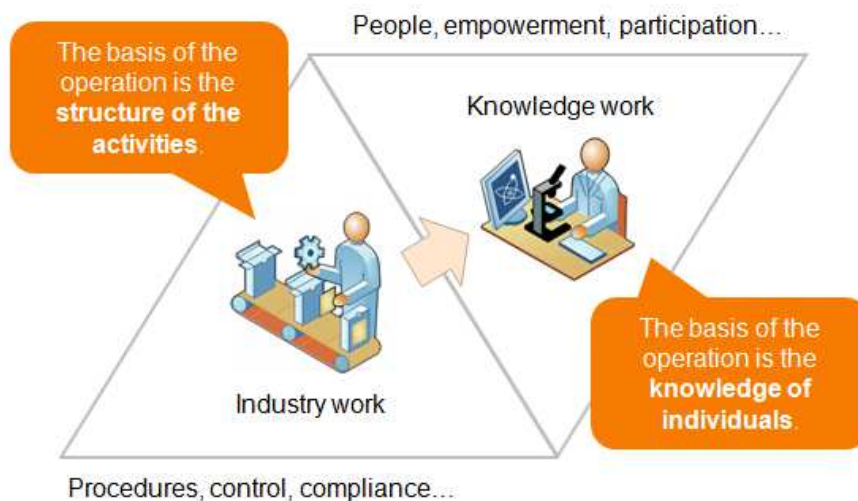 People, empowerment, participation...
The basis of the
operation is the
structure of the
activities.
Knowledge work
The basis of the
operation is the
knowledge of
individuals.
Industry work
Procedures, control, compliance...